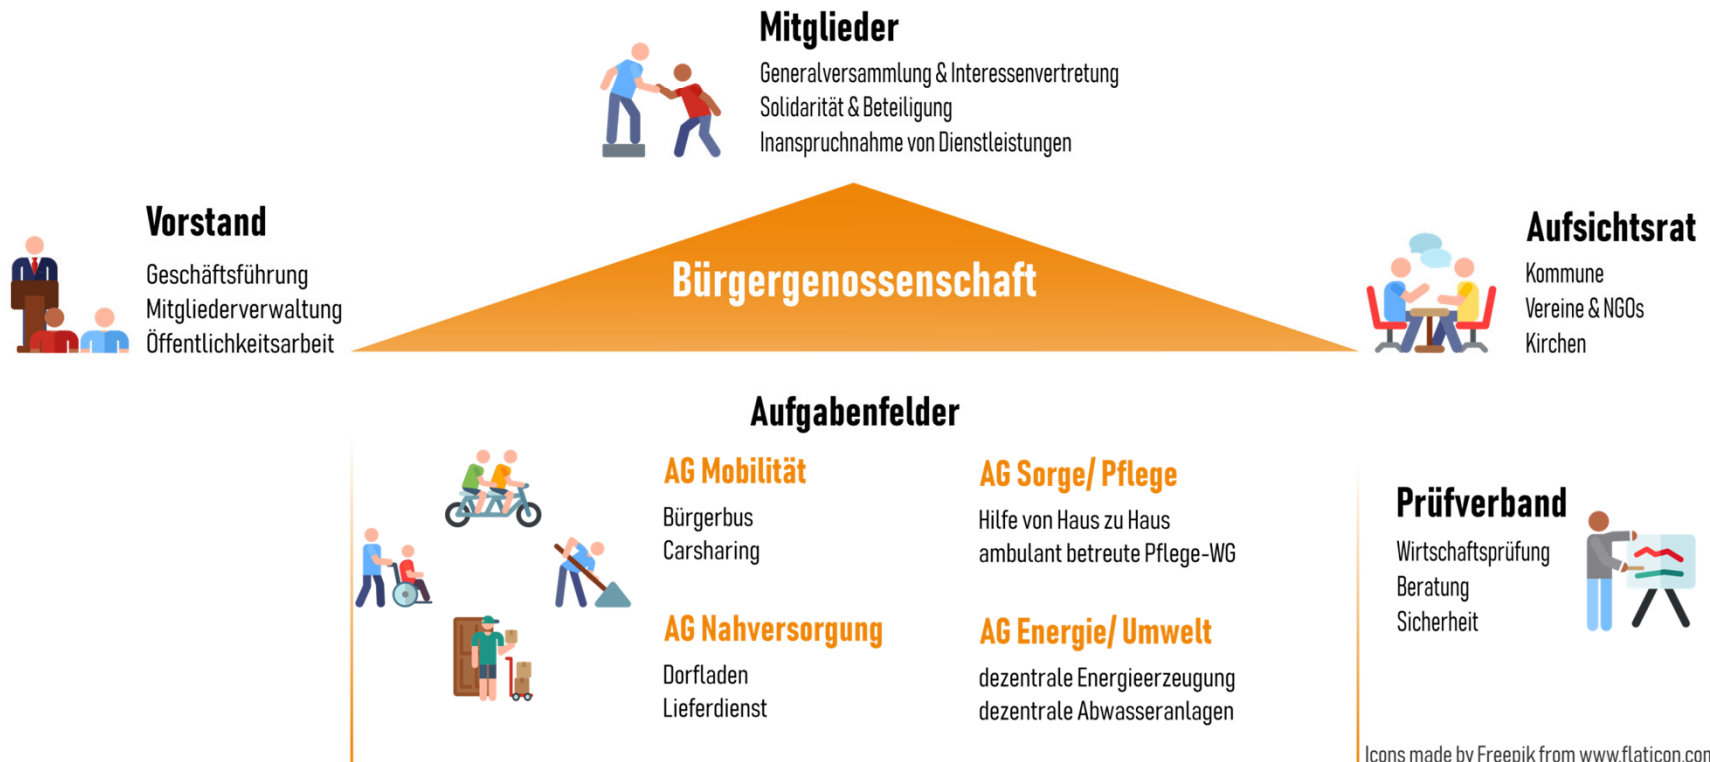 Mitglieder
Generalversammlung & Interessenvertretung
Solidarität & Beteiligung
Inanspruchnahme von Dienstleistungen
Vorstand
Geschäftsführung
Mitgliederverwaltung
Öffentlichkeitsarbeit
Bürgergenossenschaft
Aufsichtsrat
Kommune
Vereine & NGOs
Kirchen
Aufgabenfelder
AG Mobilität
Bürgerbus
Carsharing
AG Sorge/ Pflege
Hilfe von Haus zu Haus
ambulant betreute Pflege-WG
AG Nahversorgung
Dorfladen
Lieferdienst
AG Energie/ Umwelt
dezentrale Energieerzeugung
dezentrale Abwasseranlagen
Prüfverband
Wirtschaftsprüfung
Beratung
Sicherheit
Icons made by Freepik from www.flaticon.com